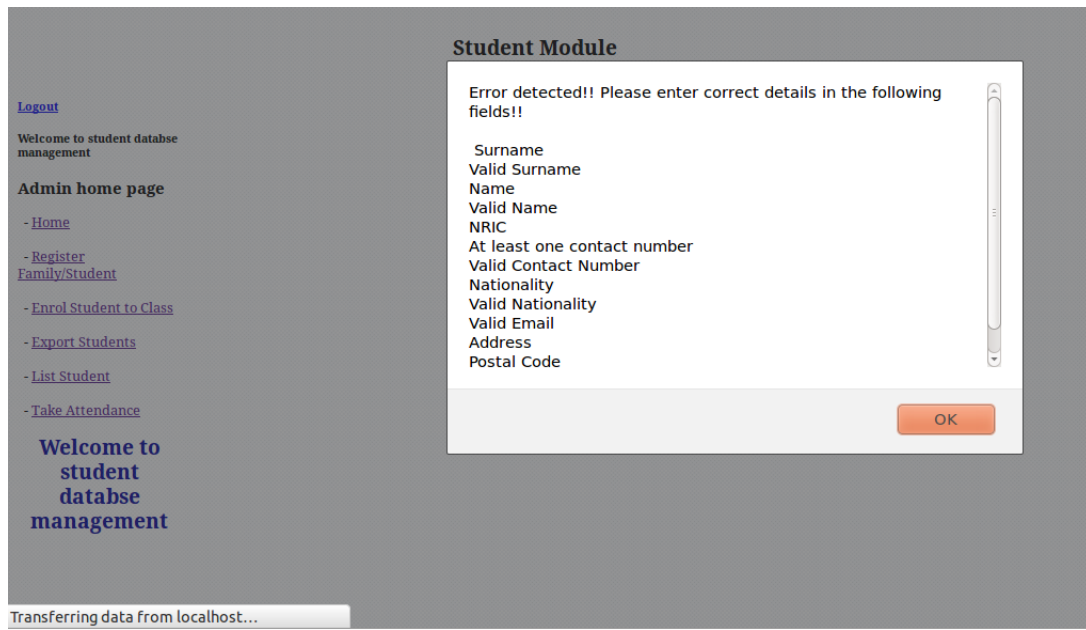 Student Module
Logout
Welcome to student databse
management
Admin home page
- Home
- Register
Family/Student
- Enrol Student to Class
- Export Students
- List Student
- Take Attendance
Welcome to
student
databse
management
Error detected!! Please enter correct details in the following
fields!!
Surname
Valid Surname
Name
Valid Name
NRIC
At least one contact number
Valid Contact Number
Nationality
Valid Nationality
Valid Email
Address
Postal Code
OK
Transferring data from localhost...